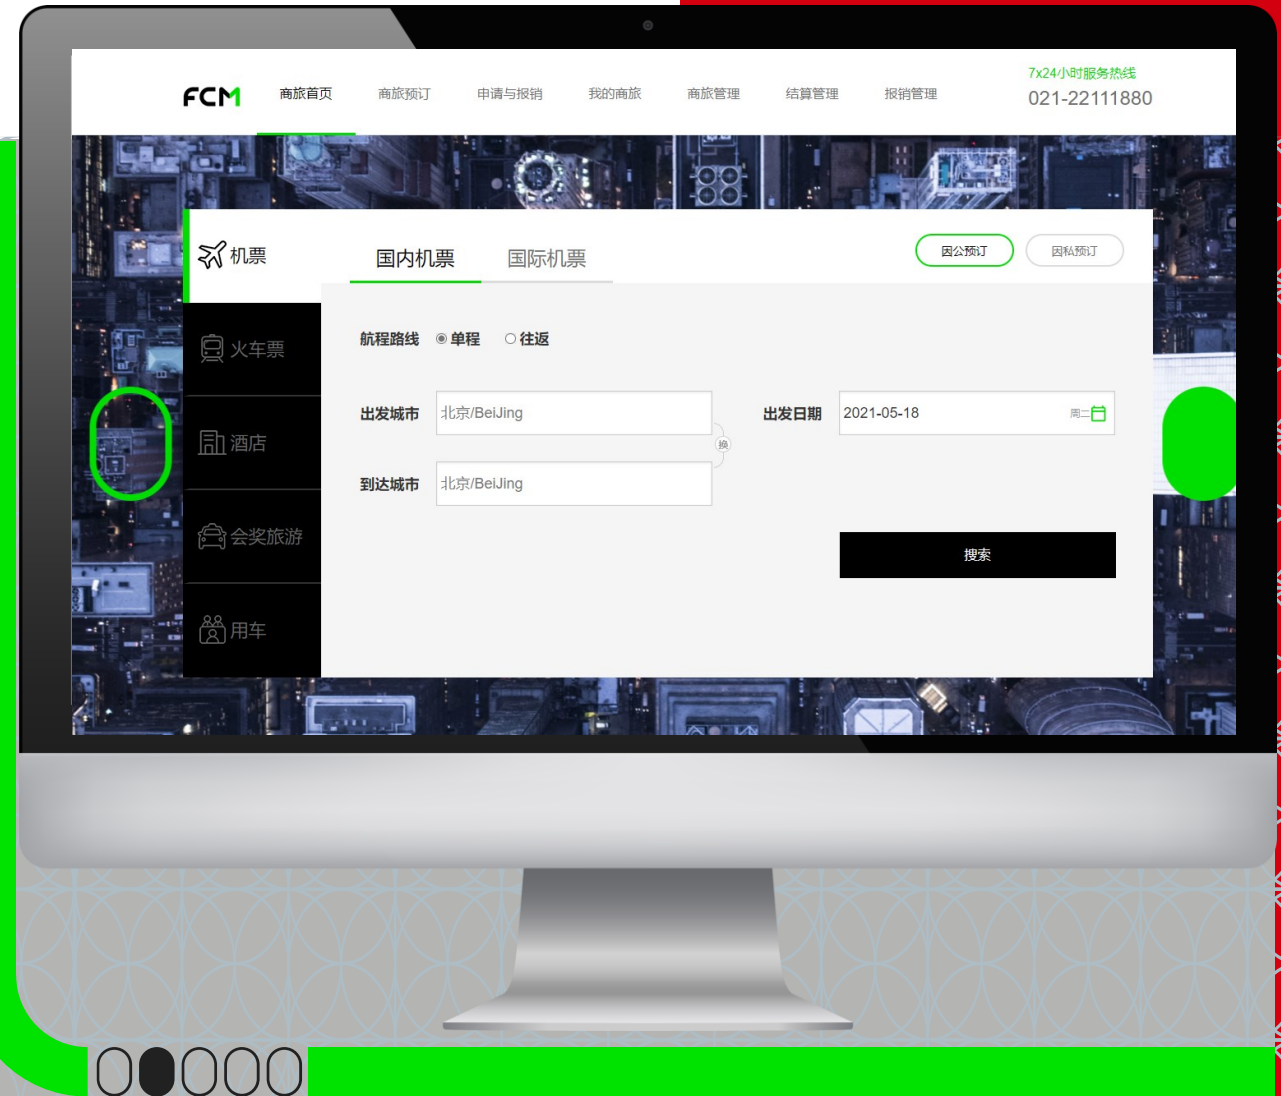 7x24小时服务热线
FCM 商旅首页 商旅预订 申请与报销 我的商旅 商旅管理 结算管理 报销管理 021-22111880
机票 国内机票 国际机票 因公预订 因私预订
航程路线 单程 往返
火车票
出发城市 北京/BeiJing 出发日期 2021-05-18 周二
换
酒店
到达城市 北京/BeiJing
会奖旅游
搜索
用车